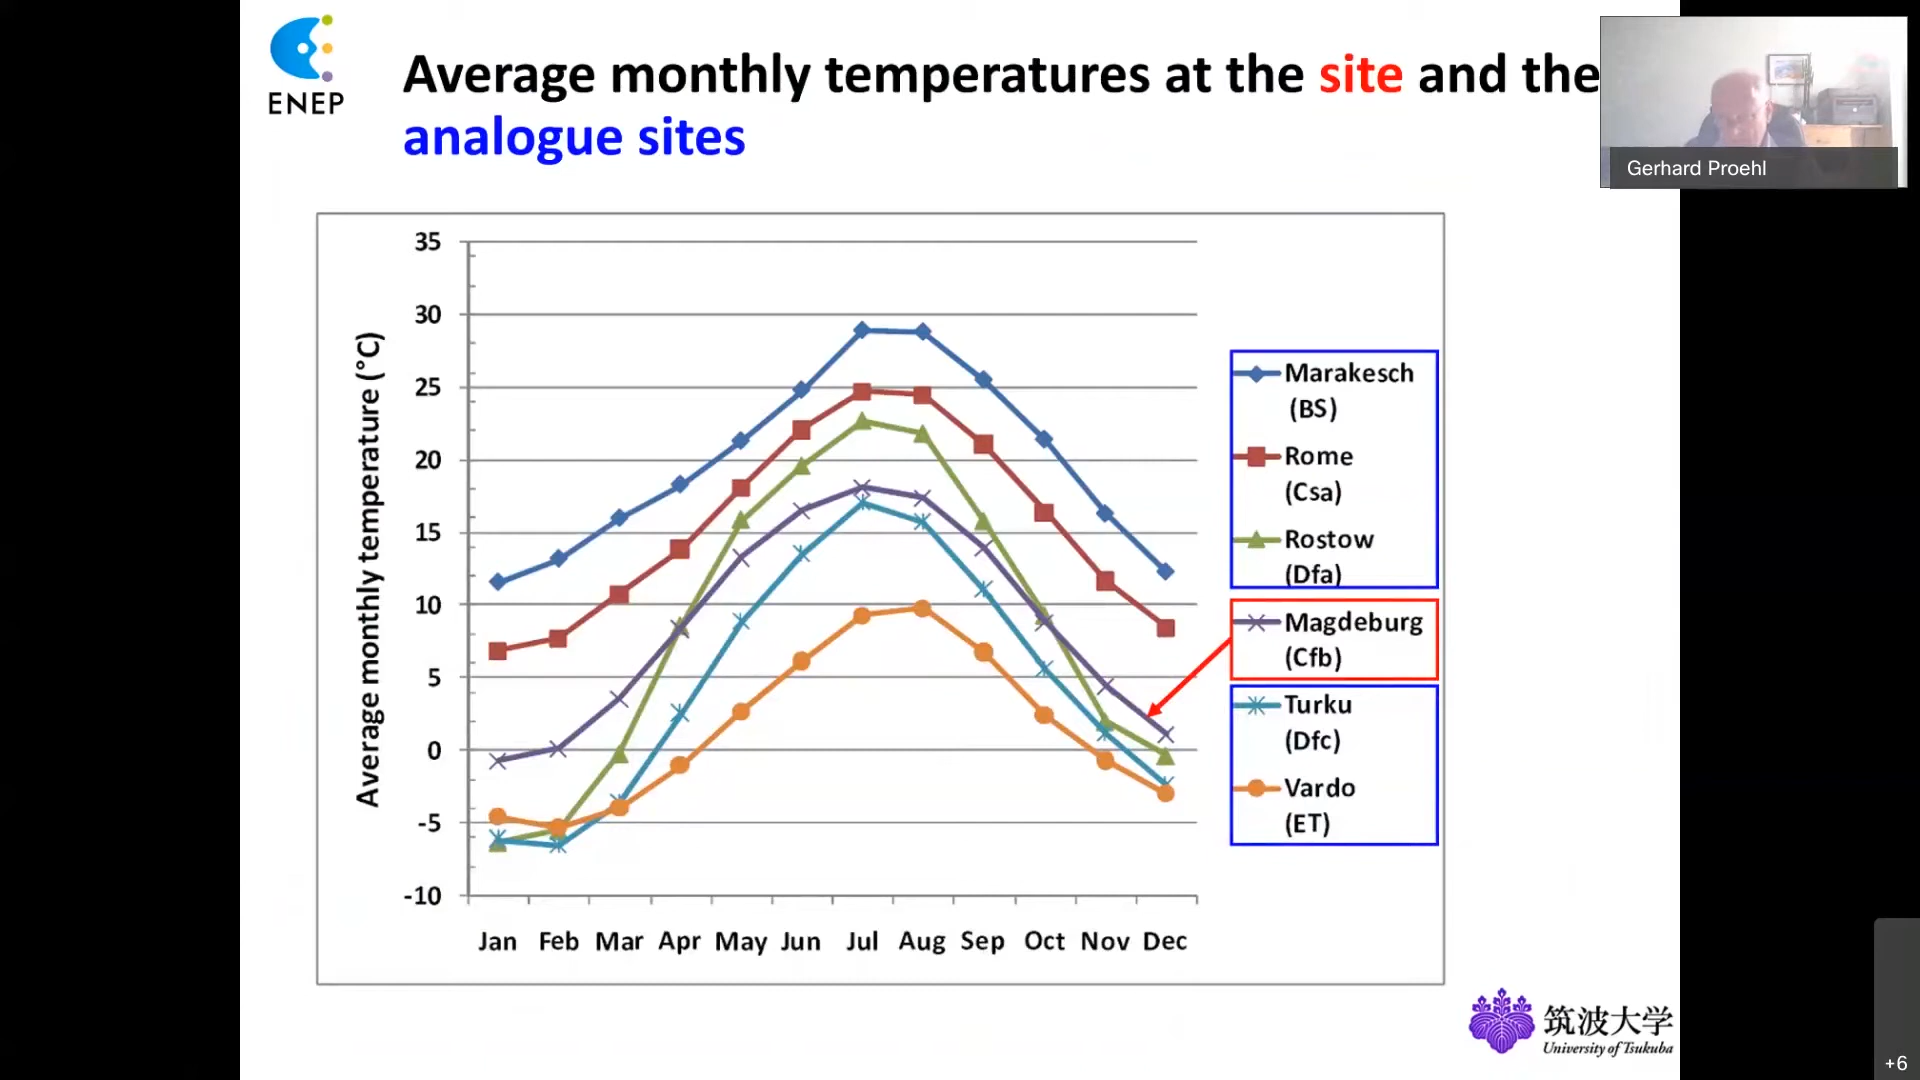 ENEP
Average monthly temperatures at the site and the
analogue sites
Gerhard Proehl
Average monthly temperature (°C)
35
30
25
20
15
10
5
0
-5
-10
Jan Feb Mar Apr May Jun Jul Aug Sep Oct Nov Dec
Marakesch
(BS)
Rome
(Csa)
Rostow
(Dfa)
Magdeburg
(Cfb)
Turku
(Dfc)
Vardo
(ET)
筑波大学
University of Tsukuba
+6